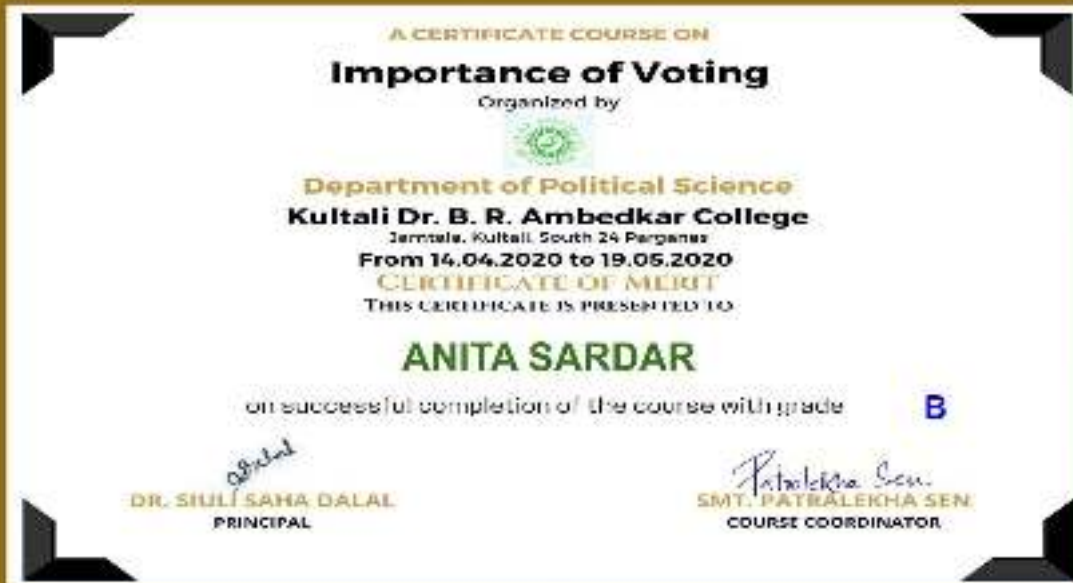 A CERTIFICATE COURSE ON
Importance of Voting
Organized by
Department of Political Science
Kultali Dr. B. R. Ambedkar College
Jamtala, Kultali, South 24 Parganas
From 14.04.2020 to 19.05.2020
CERTIFICATE OF MERIT
THIS CERTIFICATE IS PRESENTED TO
ANITA SARDAR
on successful completion of the course with grade B
Patralekha Sen.
DR. SIULI SAHA DALAL
SMT. PATRALEKHA SEN
PRINCIPAL
COURSE COORDINATOR